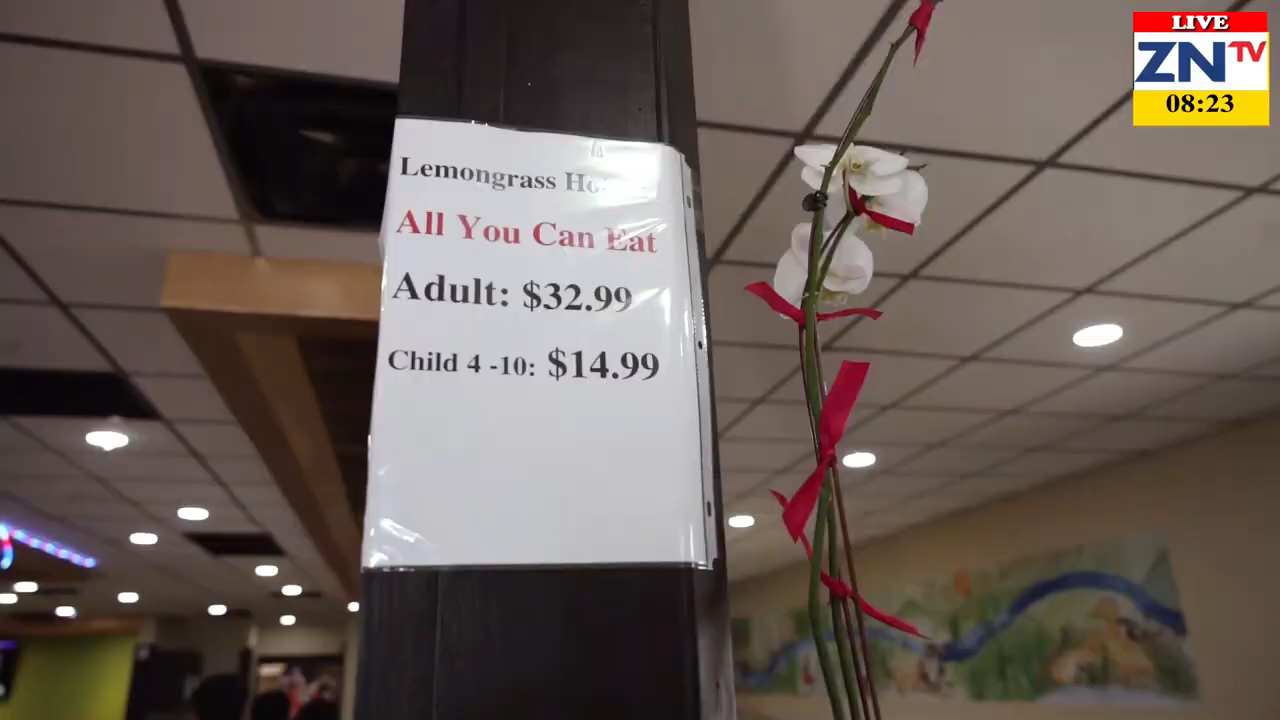 LIVE
ZNTV
08:23
Lemongrass
All You Can Eat
Adult: $32.99
Child 4 -10: $14.99